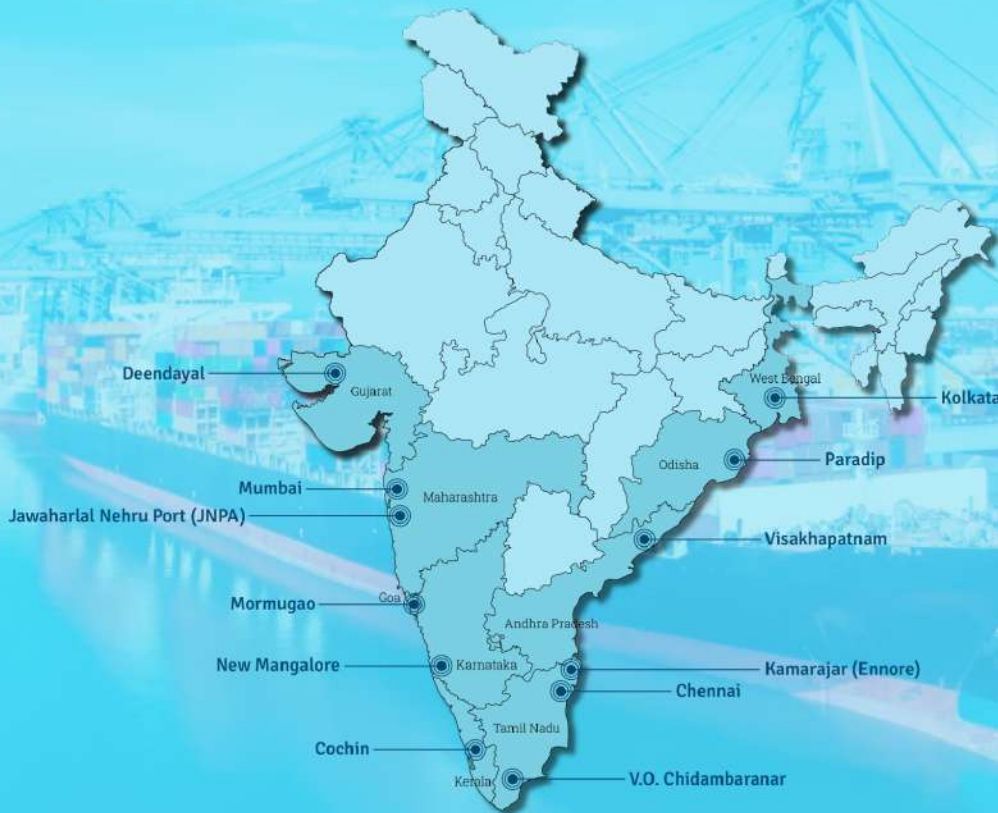 Deendayal
Gujarat
West Bengal
Kolkata
Odisha
Paradip
Mumbai
Maharashtra
Jawaharlal Nehru Port (JNPA)
Visakhapatnam
Mormugao
Goa
Andhra Pradesh
New Mangalore
Karnataka
Kamarajar (Ennore)
Chennai
Tamil Nadu
Cochin
Kerala
V.O. Chidambaranar